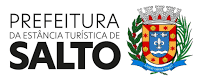 PREFEITURA
DA ESTÂNCIA TURÍSTICA DE
SALTO